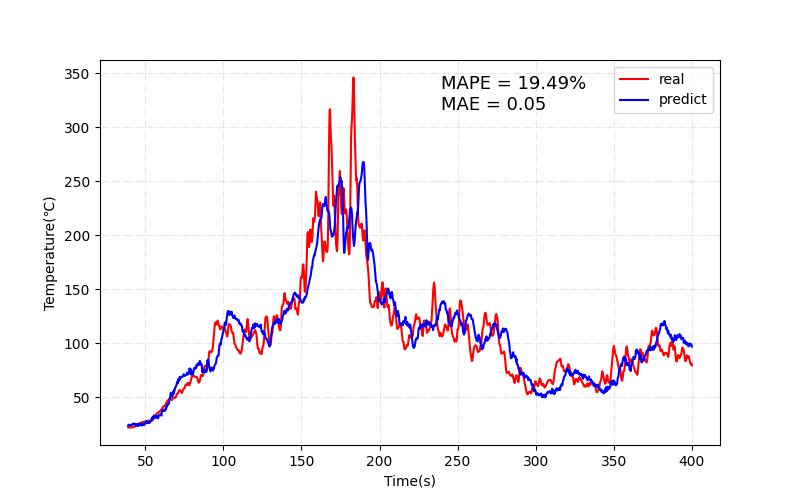 MAPE = 19.49%
MAE = 0.05
real
predict
350
300
250
200
150
100
50
Temperature(℃)
50 100 150 200 250 300 350 400
Time(s)